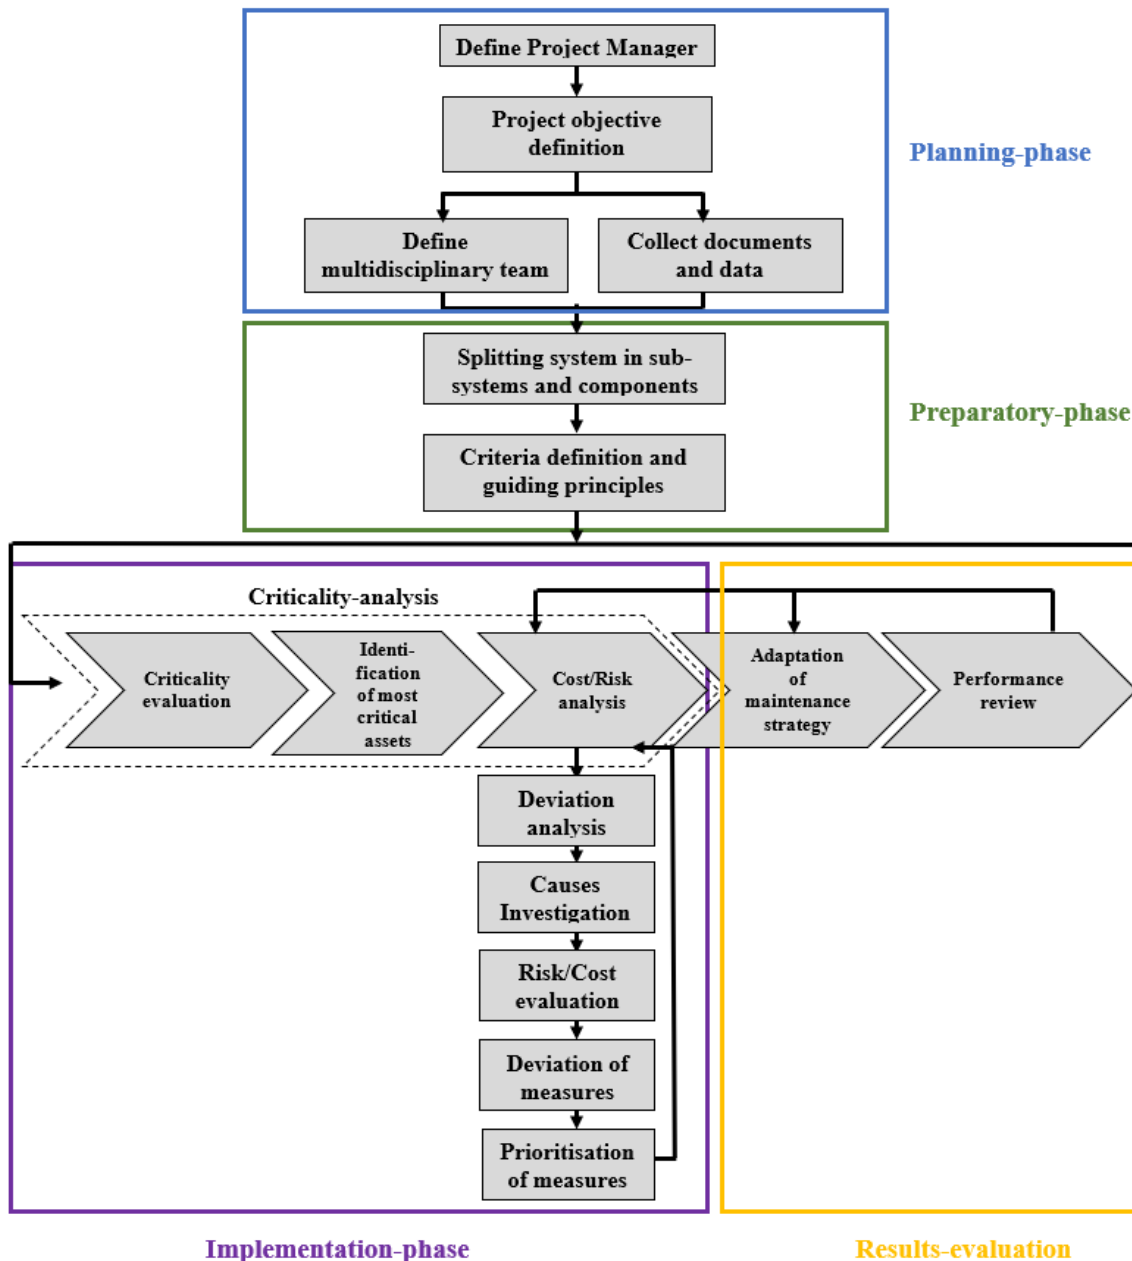 Define Project Manager
Project objective
definition
Planning-phase
Define
multidisciplinary team
Collect documents
and data
Splitting system in sub-
systems and components
Preparatory-phase
Criteria definition and
guiding principles
Criticality-analysis
Criticality
evaluation
Identi-
fication
of most
critical
assets
Cost/Risk
analysis
Adaptation
of
maintenance
strategy
Performance
review
Deviation
analysis
Causes
Investigation
Risk/Cost
evaluation
Deviation of
measures
Prioritisation
of measures
Implementation-phase
Results-evaluation